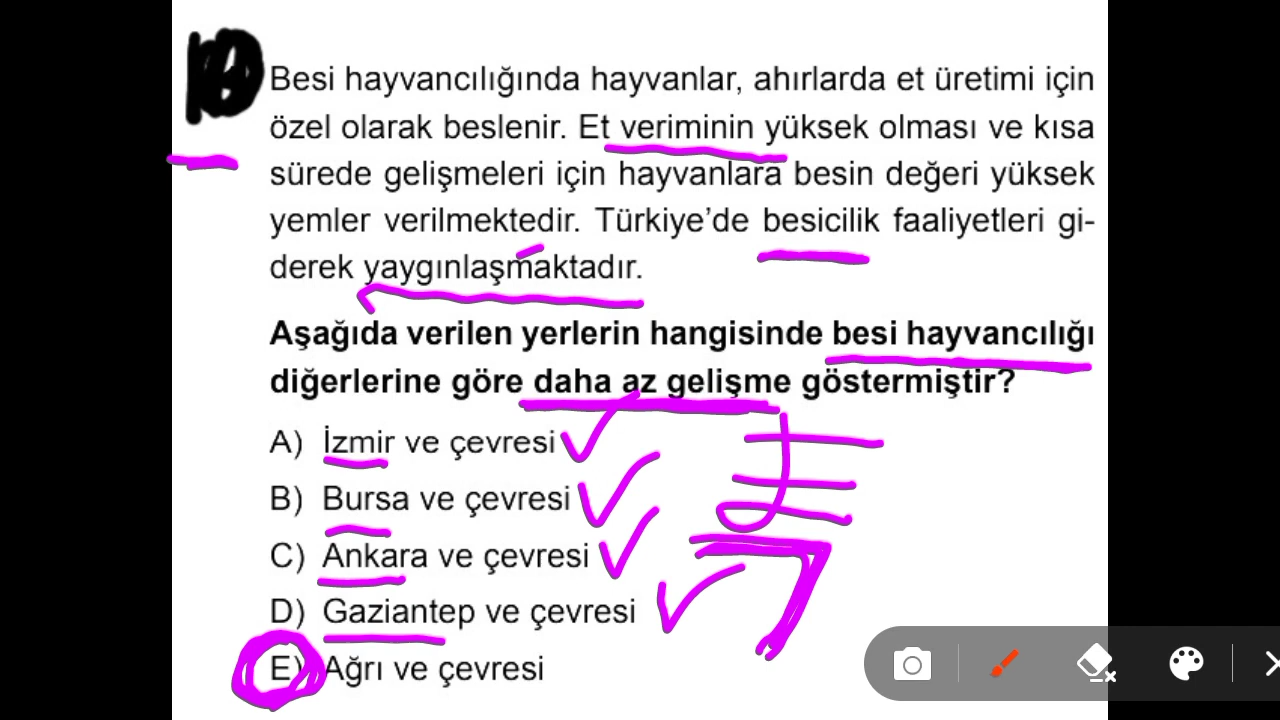 Besi hayvancılığında hayvanlar, ahırlarda et üretimi için
özel olarak beslenir. Et veriminin yüksek olması ve kısa
sürede gelişmeleri için hayvanlara besin değeri yüksek
yemler verilmektedir. Türkiye’de besicilik faaliyetleri gi-
derek yaygınlaşmaktadır.
Aşağıda verilen yerlerin hangisinde besi hayvancılığı
diğerlerine göre daha az gelişme göstermiştir?
A) İzmir ve çevresi
B) Bursa ve çevresi
C) Ankara ve çevresi
D) Gaziantep ve çevresi
E) Ağrı ve çevresi